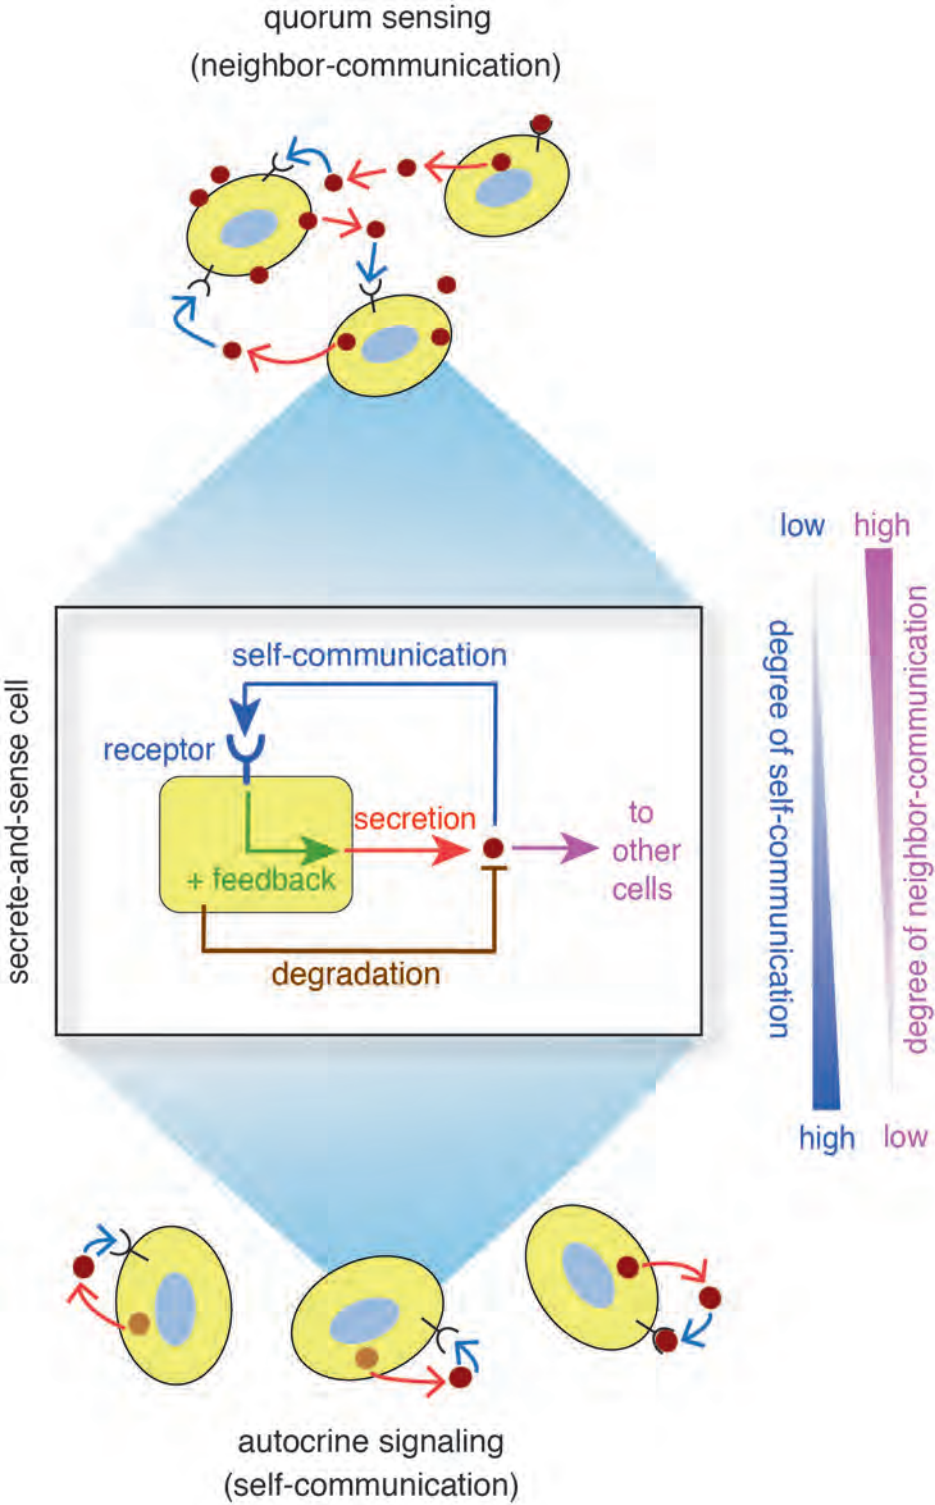 quorum sensing
(neighbor-communication)
low
high
degree of self-communication
degree of neighbor-communication
secrete-and-sense cell
self-communication
receptor
secretion
to
other
cells
+ feedback
degradation
high
low
autocrine signaling
(self-communication)